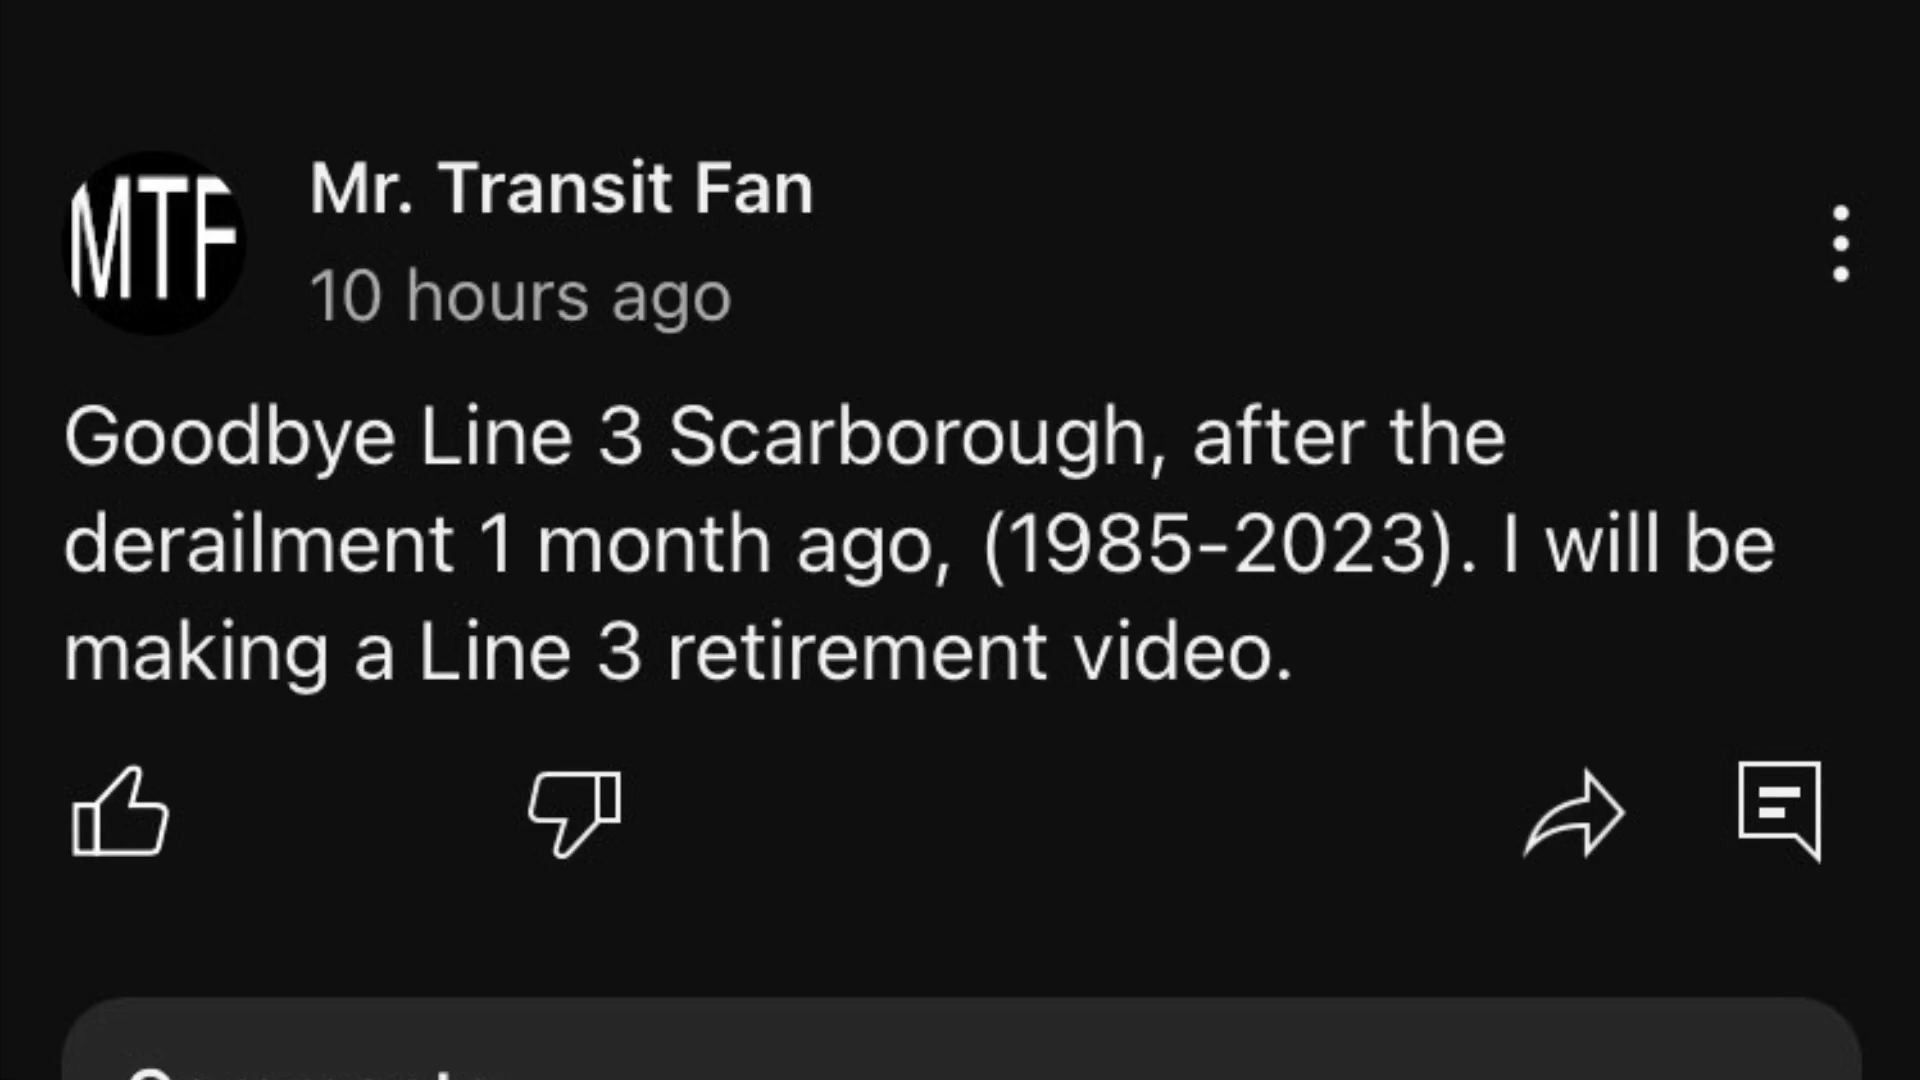 MTF
Mr. Transit Fan
10 hours ago
Goodbye Line 3 Scarborough, after the
derailment 1 month ago, (1985-2023). I will be
making a Line 3 retirement video.